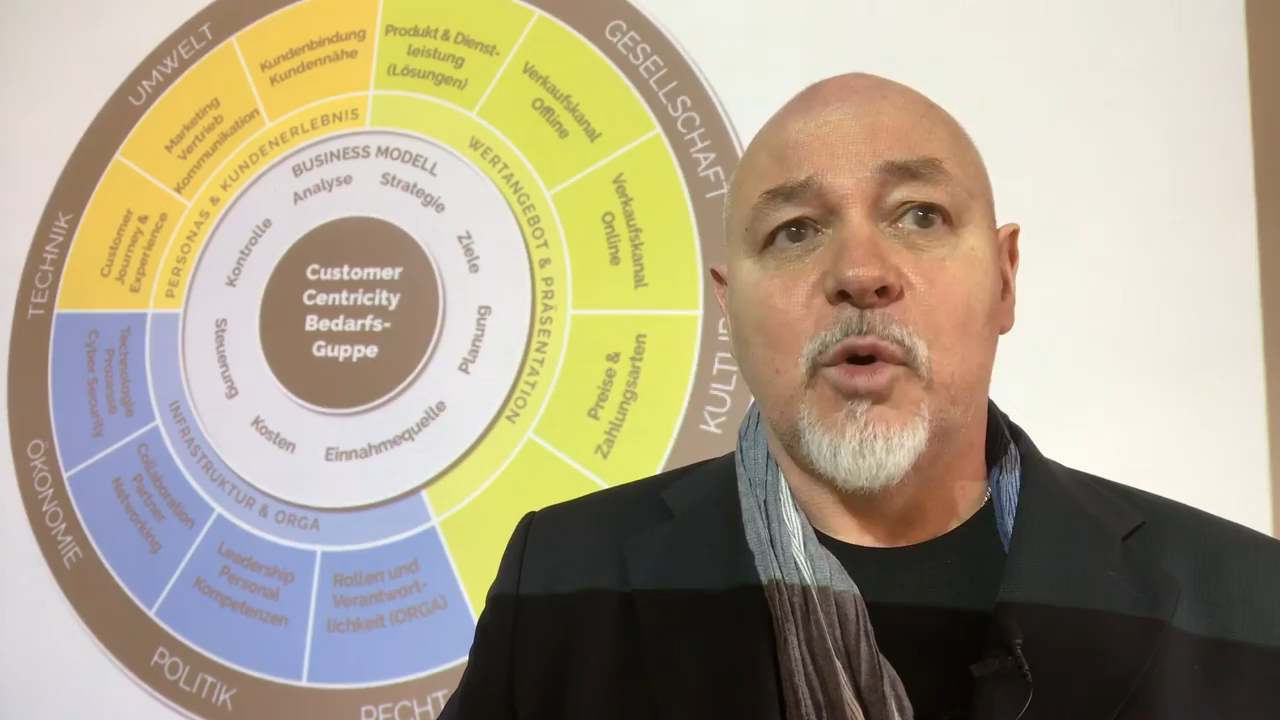 UMWELT
GESELLSCHAFT
TECHNIK
ÖKONOMIE
POLITIK
RECHT
Kundenbindung
Kundennähe
Produkt & Dienst-
leistung
(Lösungen)
Verkaufskanal
Offline
Verkaufskanal
Online
Preise &
Zahlungsarten
Marketing
Vertrieb
Kommunikation
Customer
Journey &
Experience
Technologie
Prozesse
Cyber Security
Collaboration
Partner
Networking
Leadership
Personal
Kompetenzen
Rollen und
Verantwort-
lichkeit (ORGA)
PERSONAS & KUNDENERLEBNIS
WERTANGEBOT & PRÄSENTATION
INFRASTRUKTUR & ORGA
BUSINESS MODELL
Analyse
Strategie
Ziele
Planung
Einnahmequelle
Kosten
Steuerung
Kontrolle
Customer
Centricity
Bedarfs-
Guppe